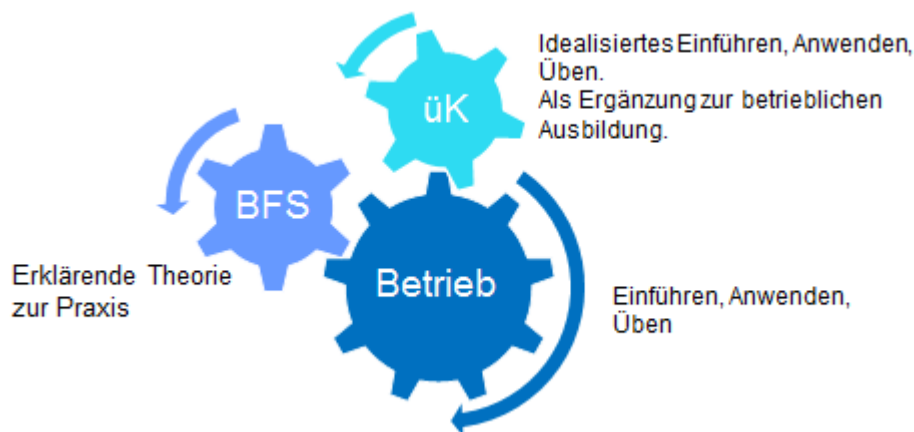 Idealisiertes Einführen, Anwenden,
Üben.
Als Ergänzung zur betrieblichen
Ausbildung.
üK
BFS
Erklärende Theorie
zur Praxis
Betrieb
Einführen, Anwenden,
Üben